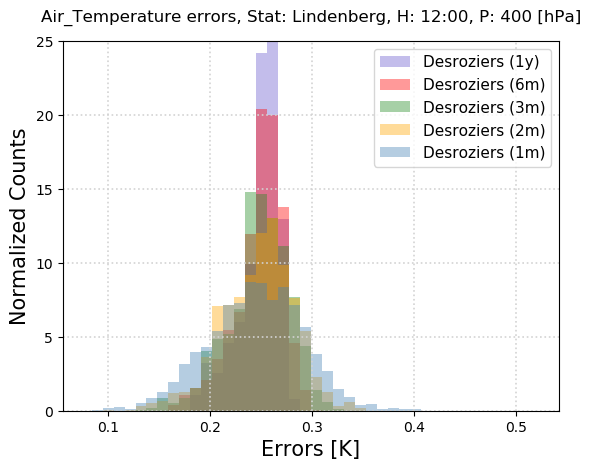 Air_Temperature errors, Stat: Lindenberg, H: 12:00, P: 400 [hPa]
25
20
15
10
5
0
Normalized Counts
Desroziers (1y)
Desroziers (6m)
Desroziers (3m)
Desroziers (2m)
Desroziers (1m)
0.1 0.2 0.3 0.4 0.5
Errors [K]